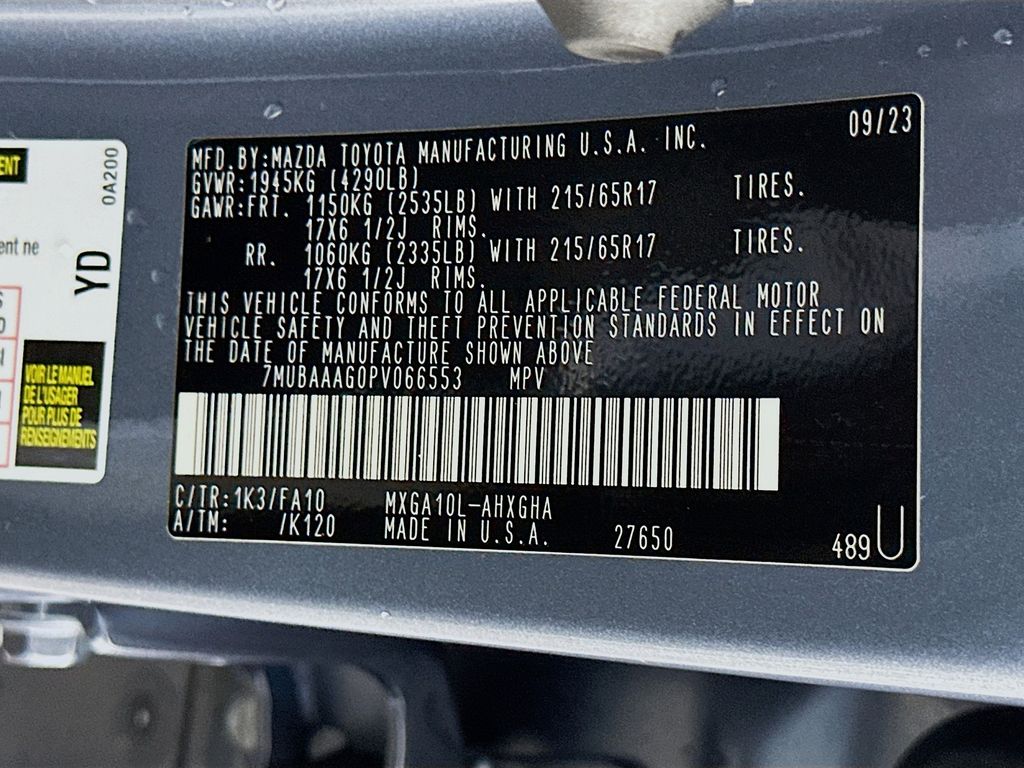 ENT
0A200
ent ne
YD
VOIR LE MANUEL
DE L'USAGER
POUR PLUS DE
RENSEIGNEMENTS
09/23
MFD.BY:MAZDA TOYOTA MANUFACTURING U.S.A. INC.
GVWR:1945KG (4290LB)
GAWR:FRT. 1150KG (2535LB) WITH 215/65R17 TIRES.
17X6 1/2J RIMS.
RR. 1060KG (2335LB) WITH 215/65R17 TIRES.
17X6 1/2J RIMS.
THIS VEHICLE CONFORMS TO ALL APPLICABLE FEDERAL MOTOR
VEHICLE SAFETY AND THEFT PREVENTION STANDARDS IN EFFECT ON
THE DATE OF MANUFACTURE SHOWN ABOVE
7MUBAAAG0PV066553 MPV
C/TR:1K3/FA10 MXGA10L-AHXGHA
A/TM: /K120 MADE IN U.S.A. 27650
489 U